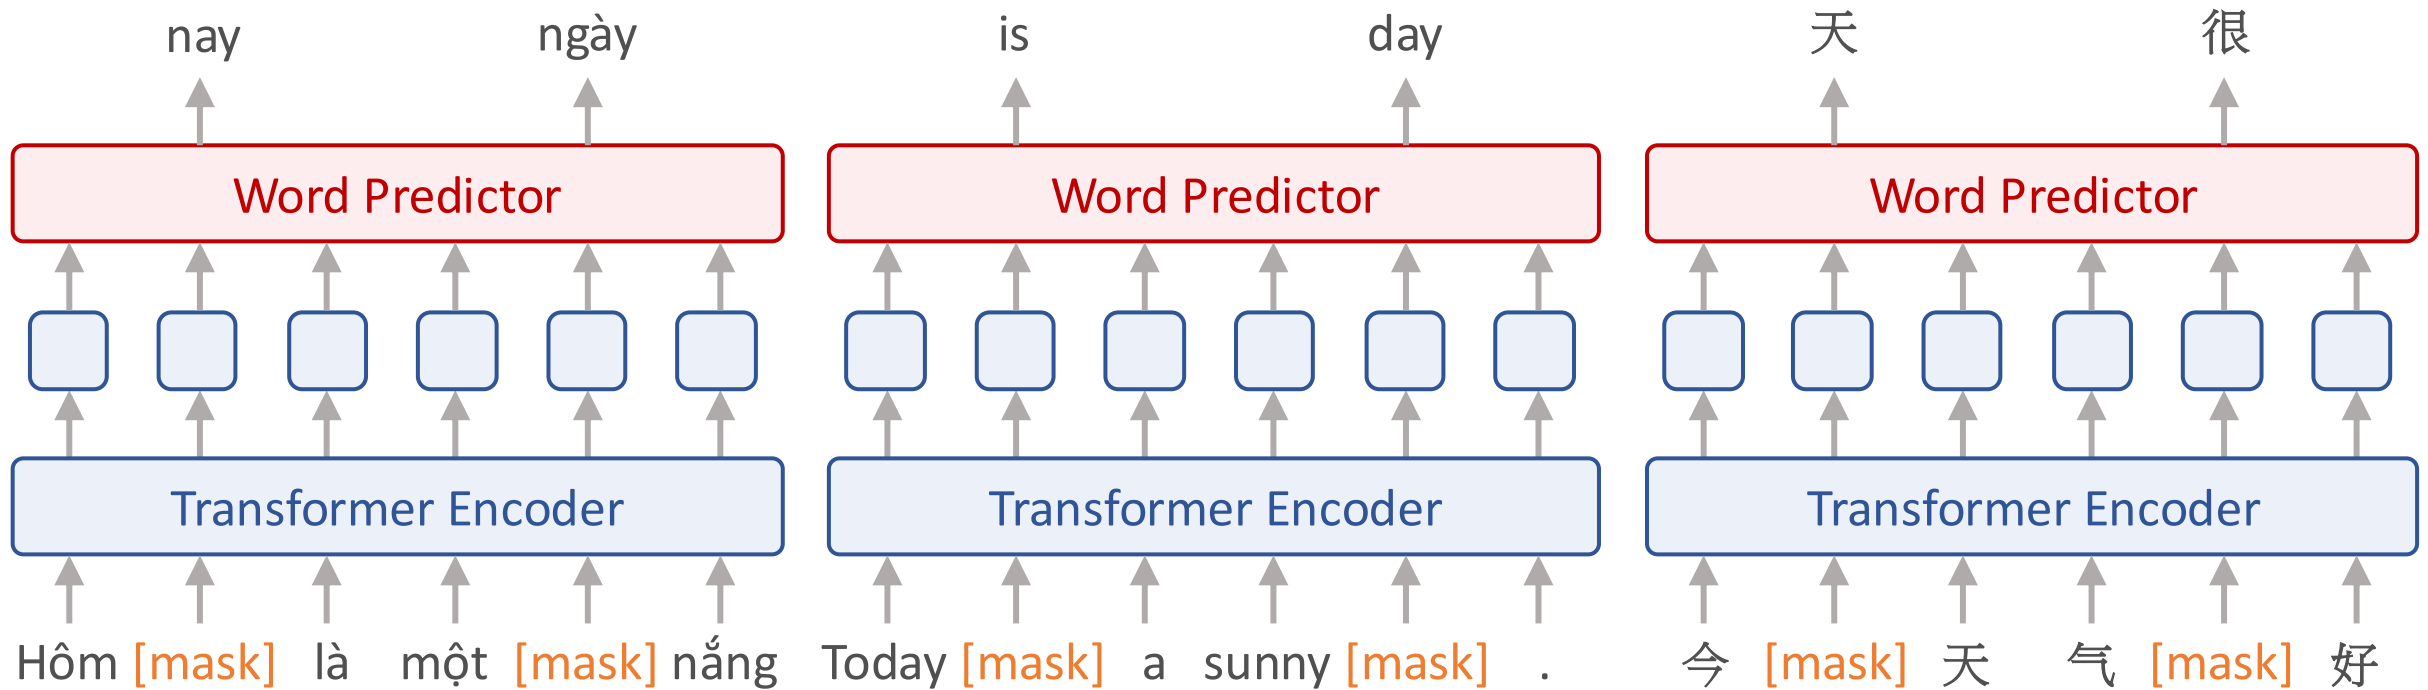 nay ngày is day 天 很
Word Predictor Word Predictor Word Predictor
Transformer Encoder Transformer Encoder Transformer Encoder
Hôm [mask] là một [mask] nắng Today [mask] a sunny [mask] . 今 [mask] 天 气 [mask] 好